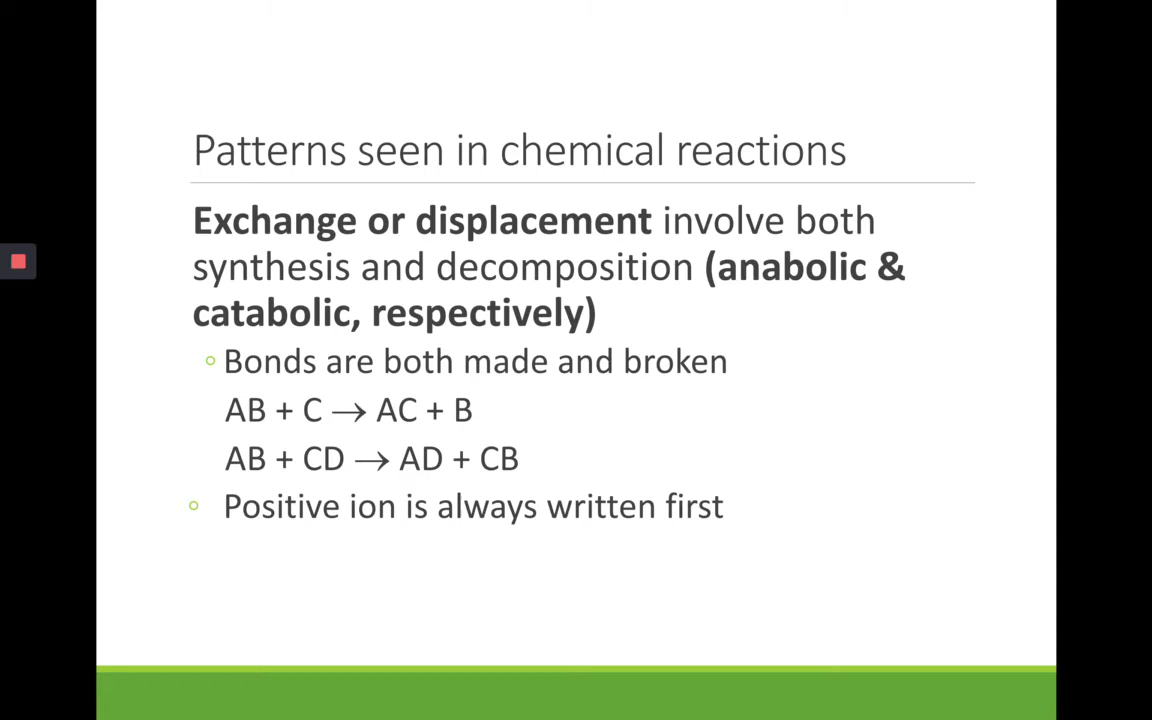 Patterns seen in chemical reactions
Exchange or displacement involve both
synthesis and decomposition (anabolic &
catabolic, respectively)
◦Bonds are both made and broken
AB + C → AC + B
AB + CD → AD + CB
◦ Positive ion is always written first